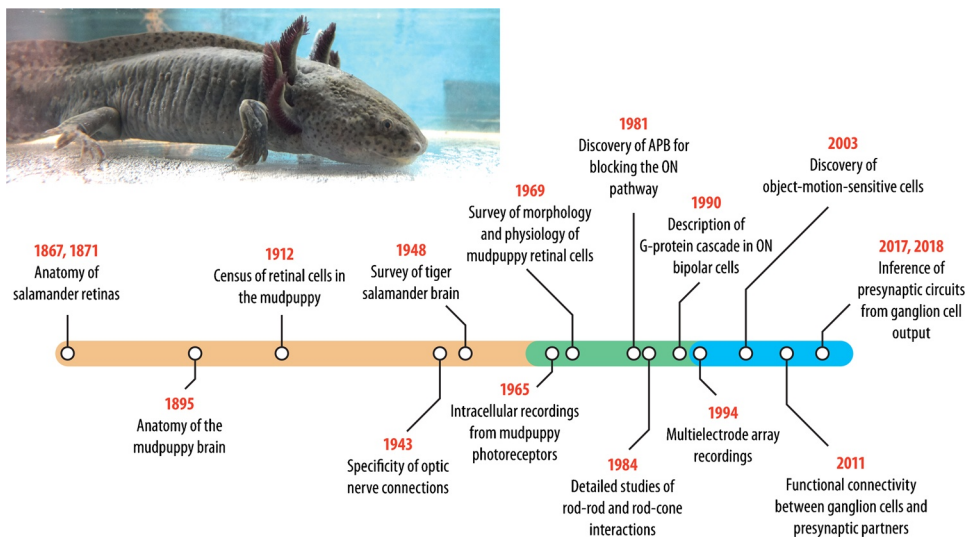 1867, 1871
Anatomy of
salamander retinas
1895
Anatomy of the
mudpuppy brain
1912
Census of retinal cells in
the mudpuppy
1943
Specificity of optic
nerve connections
1948
Survey of tiger
salamander brain
1965
Intracellular recordings
from mudpuppy
photoreceptors
1969
Survey of morphology
and physiology of
mudpuppy retinal cells
1981
Discovery of APB for
blocking the ON
pathway
1984
Detailed studies of
rod-rod and rod-cone
interactions
1990
Description of
G-protein cascade in ON
bipolar cells
1994
Multielectrode array
recordings
2003
Discovery of
object-motion-sensitive cells
2011
Functional connectivity
between ganglion cells and
presynaptic partners
2017, 2018
Inference of
presynaptic circuits
from ganglion cell
output